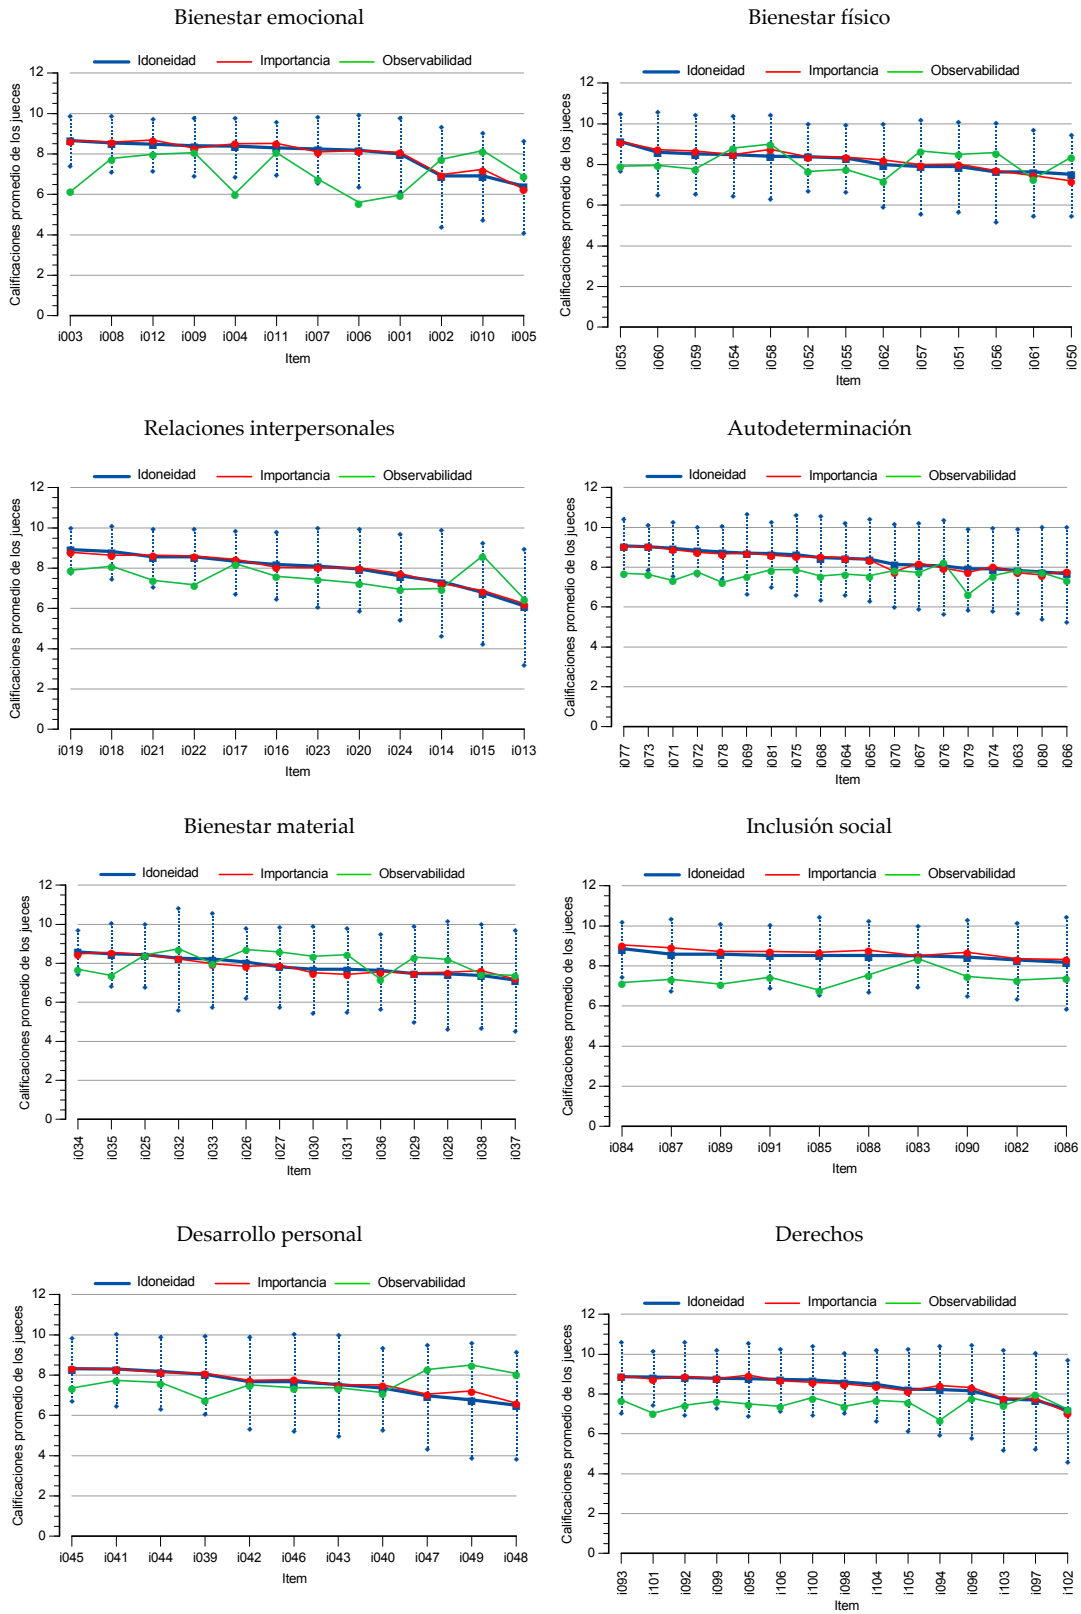 Bienestar emocional
Idoneidad Importancia Observabilidad
Calificaciones promedio de los jueces
12
10
8
6
4
2
0
i003 i008 i012 i009 i004 i011 i007 i006 i001 i002 i010 i005
Item
Bienestar físico
Idoneidad Importancia Observabilidad
Calificaciones promedio de los jueces
12
10
8
6
4
2
0
i053 i060 i059 i054 i058 i052 i055 i062 i057 i051 i056 i061 i050
Item
Relaciones interpersonales
Idoneidad Importancia Observabilidad
Calificaciones promedio de los jueces
12
10
8
6
4
2
0
i019 i018 i021 i022 i017 i016 i023 i020 i024 i014 i015 i013
Item
Autodeterminación
Idoneidad Importancia Observabilidad
Calificaciones promedio de los jueces
12
10
8
6
4
2
0
i077 i073 i071 i072 i078 i069 i081 i075 i068 i064 i065 i070 i067 i076 i079 i074 i063 i080 i066
Item
Bienestar material
Idoneidad Importancia Observabilidad
Calificaciones promedio de los jueces
12
10
8
6
4
2
0
i034 i035 i025 i032 i033 i026 i027 i030 i031 i036 i029 i028 i038 i037
Item
Inclusión social
Idoneidad Importancia Observabilidad
Calificaciones promedio de los jueces
12
10
8
6
4
2
0
i084 i087 i089 i091 i085 i088 i083 i090 i082 i086
Item
Desarrollo personal
Idoneidad Importancia Observabilidad
Calificaciones promedio de los jueces
12
10
8
6
4
2
0
i045 i041 i044 i039 i042 i046 i043 i040 i047 i049 i048
Item
Derechos
Idoneidad Importancia Observabilidad
Calificaciones promedio de los jueces
12
10
8
6
4
2
0
i093 i101 i092 i099 i095 i106 i100 i098 i104 i105 i094 i096 i103 i097 i102
Item